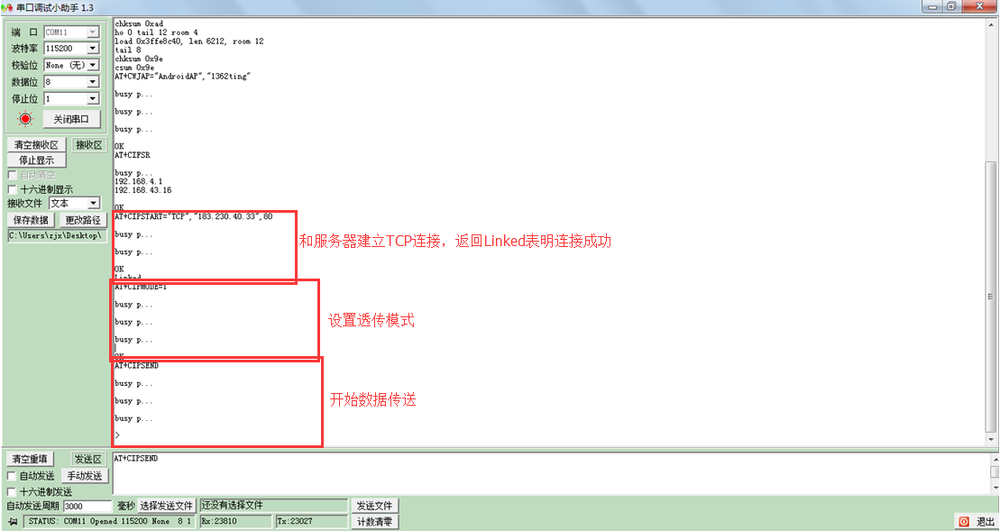 串口调试小助手 1.3
端 口 COM11
波特率 115200
校验位 None (无)
数据位 8
停止位 1
关闭串口
清空接收区 接收区
停止显示
自动清空
十六进制显示
接收文件 文本
保存数据 更改路径
C:\Users\zjx\Desktop\
chksum 0xad
ho 0 tail 12 room 4
load 0x3ffe8c40, len 6212, room 12
tail 8
chksum 0x9e
csum 0x9e
AT+CWJAP="AndroidAP","1362ting"
busy p...
busy p...
busy p...
OK
AT+CIFSR
busy p...
192.168.4.1
192.168.43.16
OK
AT+CIPSTART="TCP","183.230.40.33",80
busy p...
busy p...
OK
Linked
和服务器建立TCP连接，返回Linked表明连接成功
AT+CIPMODE=1
busy p...
busy p...
busy p...
OK
设置透传模式
AT+CIPSEND
busy p...
busy p...
busy p...
>
开始数据传送
清空重填 发送区
AT+CIPSEND
自动发送 手动发送
十六进制发送
自动发送周期 3000 毫秒 选择发送文件 还没有选择文件 发送文件
STATUS: COM11 Opened 115200 None 8 1 Rx:23810 Tx:23027 计数清零 退出